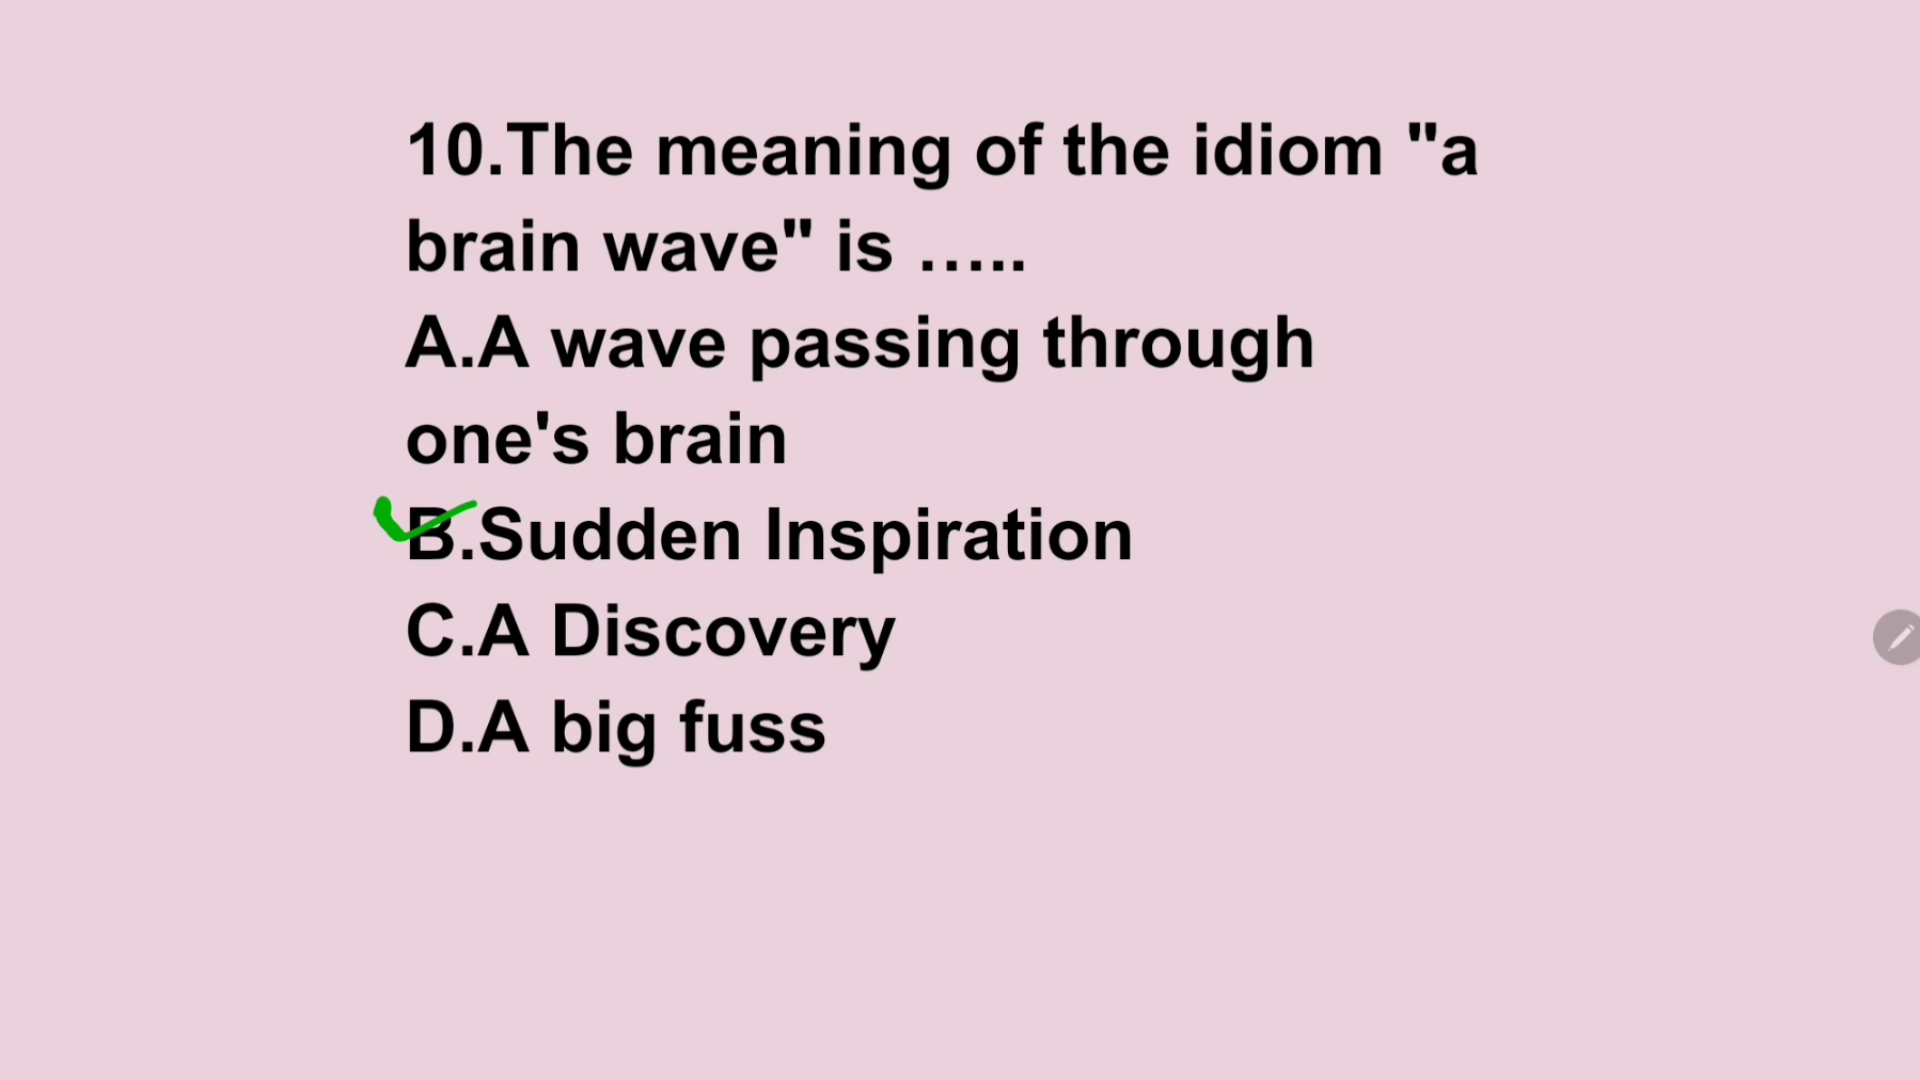 10.The meaning of the idiom "a
brain wave" is …..
A.A wave passing through
one's brain
B.Sudden Inspiration
C.A Discovery
D.A big fuss